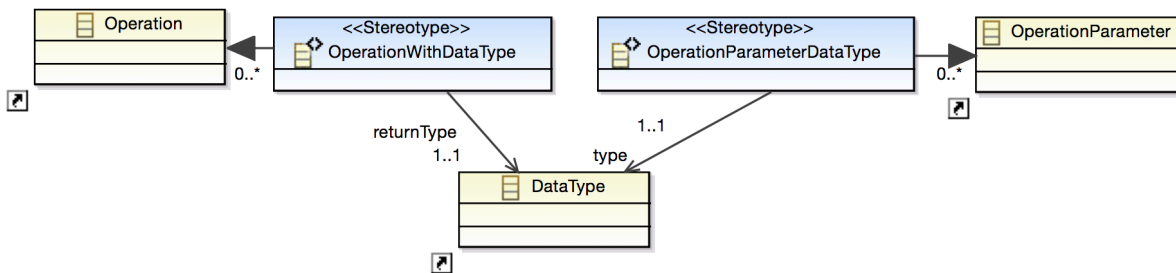 Operation
<<Stereotype>>
OperationWithDataType
<<Stereotype>>
OperationParameterDataType
OperationParameter
0..*
0..*
returnType
1..1
1..1
type
DataType